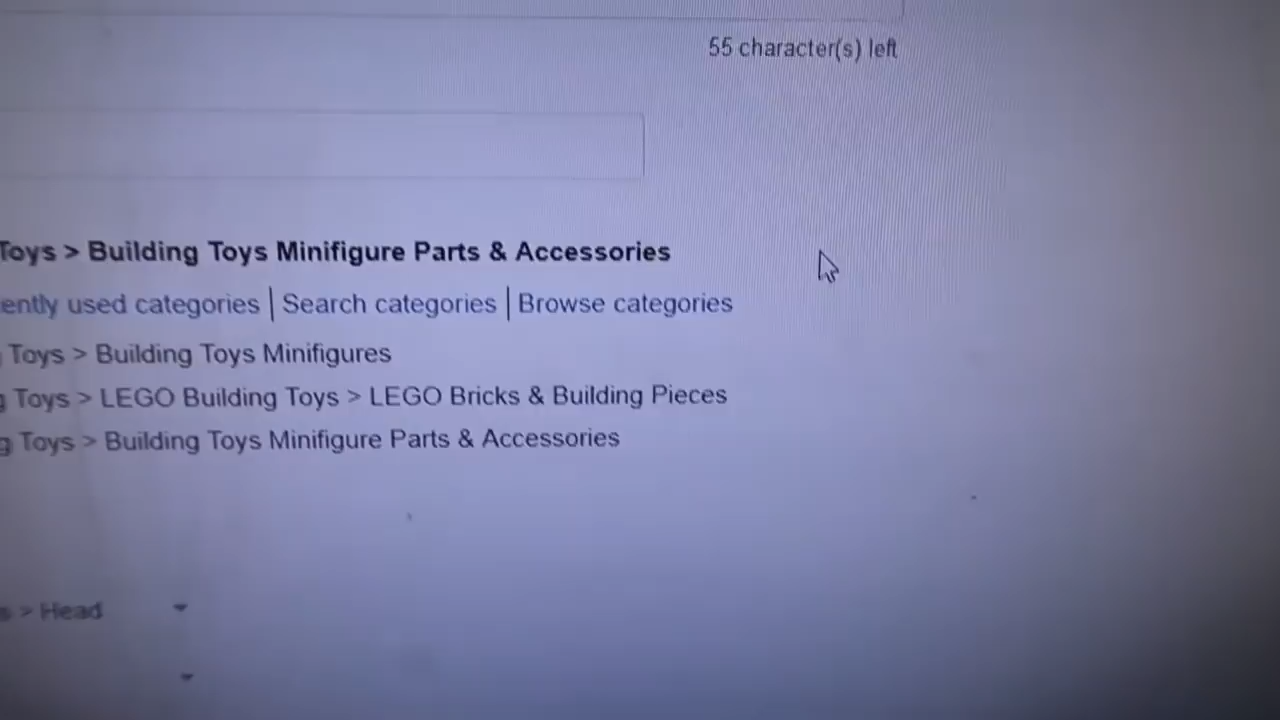 55 character(s) left
Toys > Building Toys Minifigure Parts & Accessories
used categories | Search categories | Browse categories
Toys > Building Toys Minifigures
Toys > LEGO Building Toys > LEGO Bricks & Building Pieces
Toys > Building Toys Minifigure Parts & Accessories
> Head